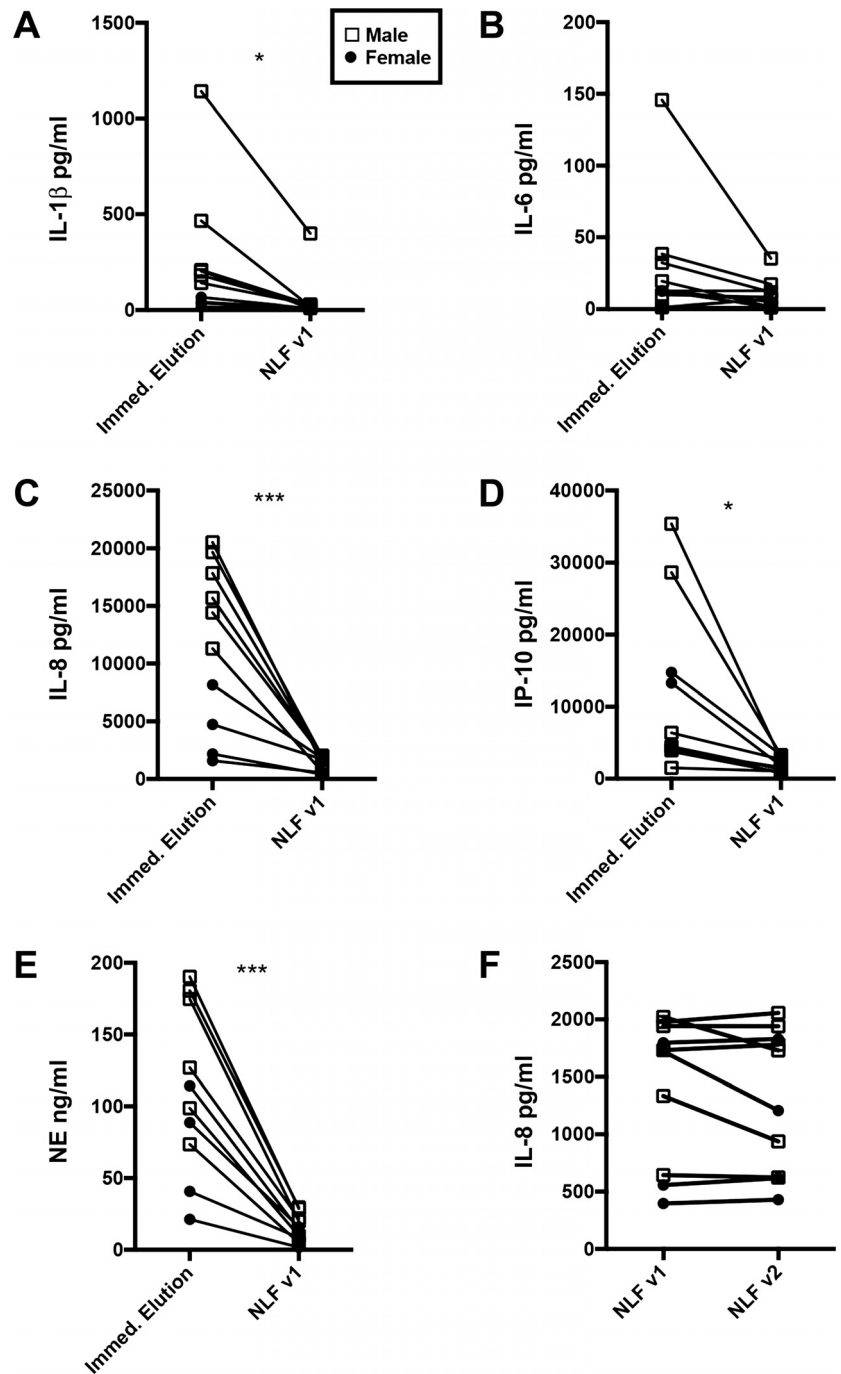 A
IL-1β pg/ml
1500
1000
500
0
*
Immed. Elution
NLF v1
Male
Female
B
IL-6 pg/ml
200
150
100
50
0
Immed. Elution
NLF v1
C
IL-8 pg/ml
25000
20000
15000
10000
5000
0
***
Immed. Elution
NLF v1
D
IP-10 pg/ml
40000
30000
20000
10000
0
*
Immed. Elution
NLF v1
E
NE ng/ml
200
150
100
50
0
***
Immed. Elution
NLF v1
F
IL-8 pg/ml
2500
2000
1500
1000
500
0
NLF v1
NLF v2